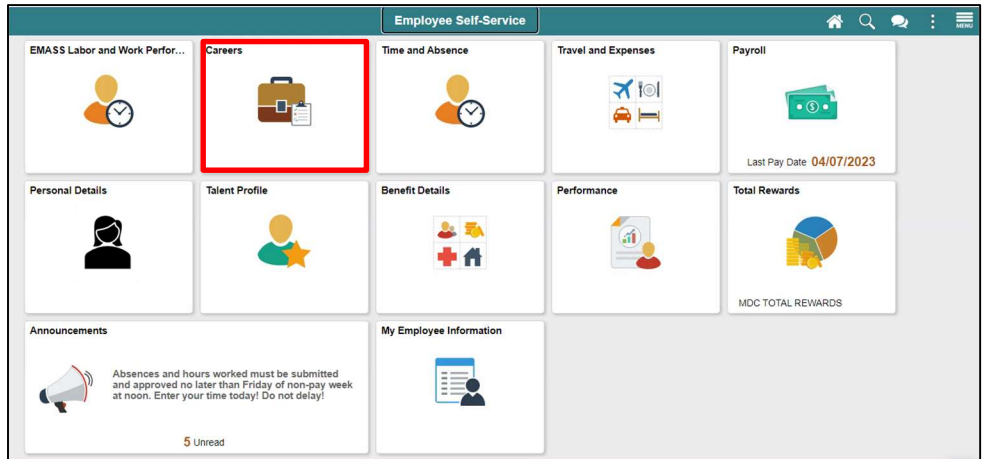 Employee Self-Service
MENU
EMASS Labor and Work Perfor...
Careers
Time and Absence
Travel and Expenses
Payroll
Last Pay Date 04/07/2023
Personal Details
Talent Profile
Benefit Details
Performance
Total Rewards
MDC TOTAL REWARDS
Announcements
Absences and hours worked must be submitted
and approved no later than Friday of non-pay week
at noon. Enter your time today! Do not delay!
5 Unread
My Employee Information